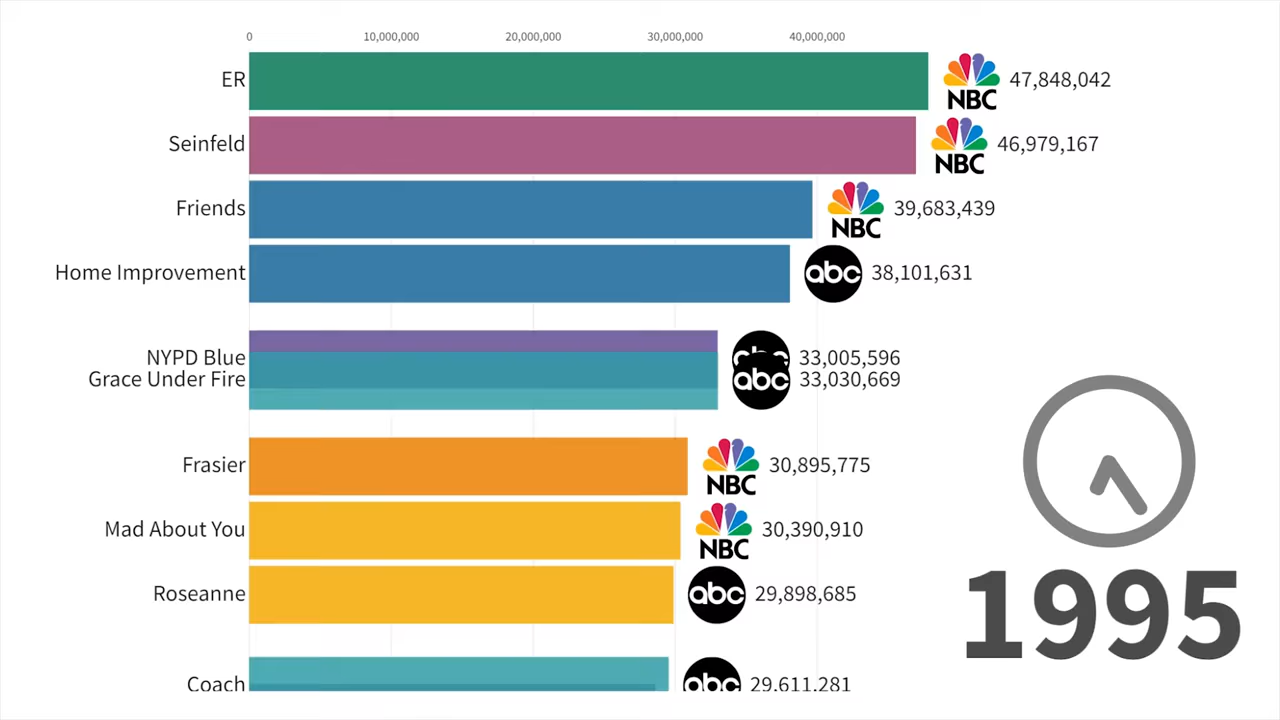 0 10,000,000 20,000,000 30,000,000 40,000,000
ER NBC 47,848,042
Seinfeld NBC 46,979,167
Friends NBC 39,683,439
Home Improvement abc 38,101,631
NYPD Blue abc 33,005,596
Grace Under Fire abc 33,030,669
Frasier NBC 30,895,775
Mad About You NBC 30,390,910
Roseanne abc 29,898,685
Coach abc 29,611,281
1995